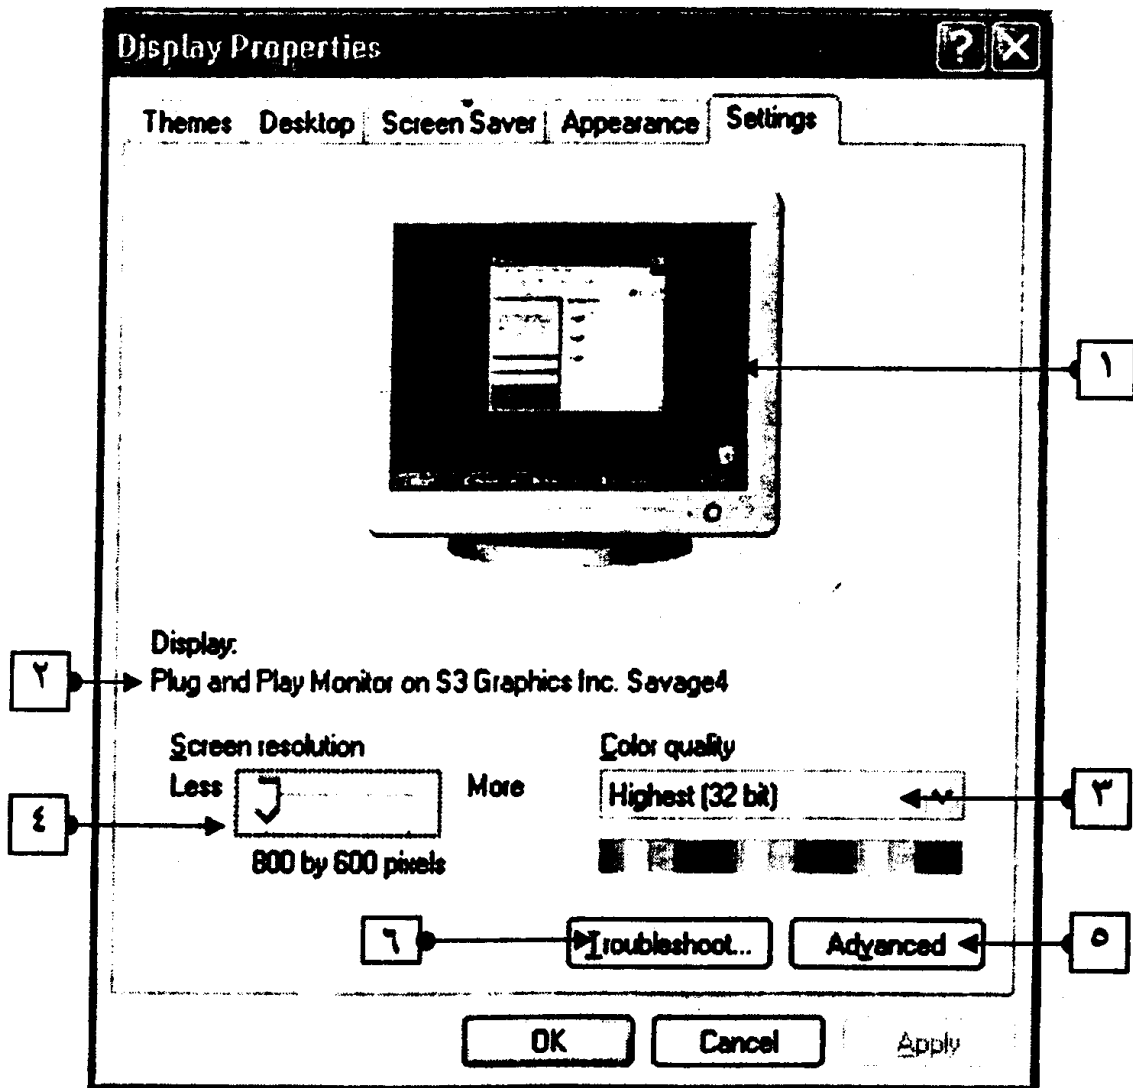 Display Properties
Themes Desktop Screen Saver Appearance Settings
١
Display:
٢ Plug and Play Monitor on S3 Graphics Inc. Savage4
Screen resolution Color quality
Less More Highest (32 bit) ٣
٤
800 by 600 pixels
٦ Troubleshoot... Advanced ٥
OK Cancel Apply